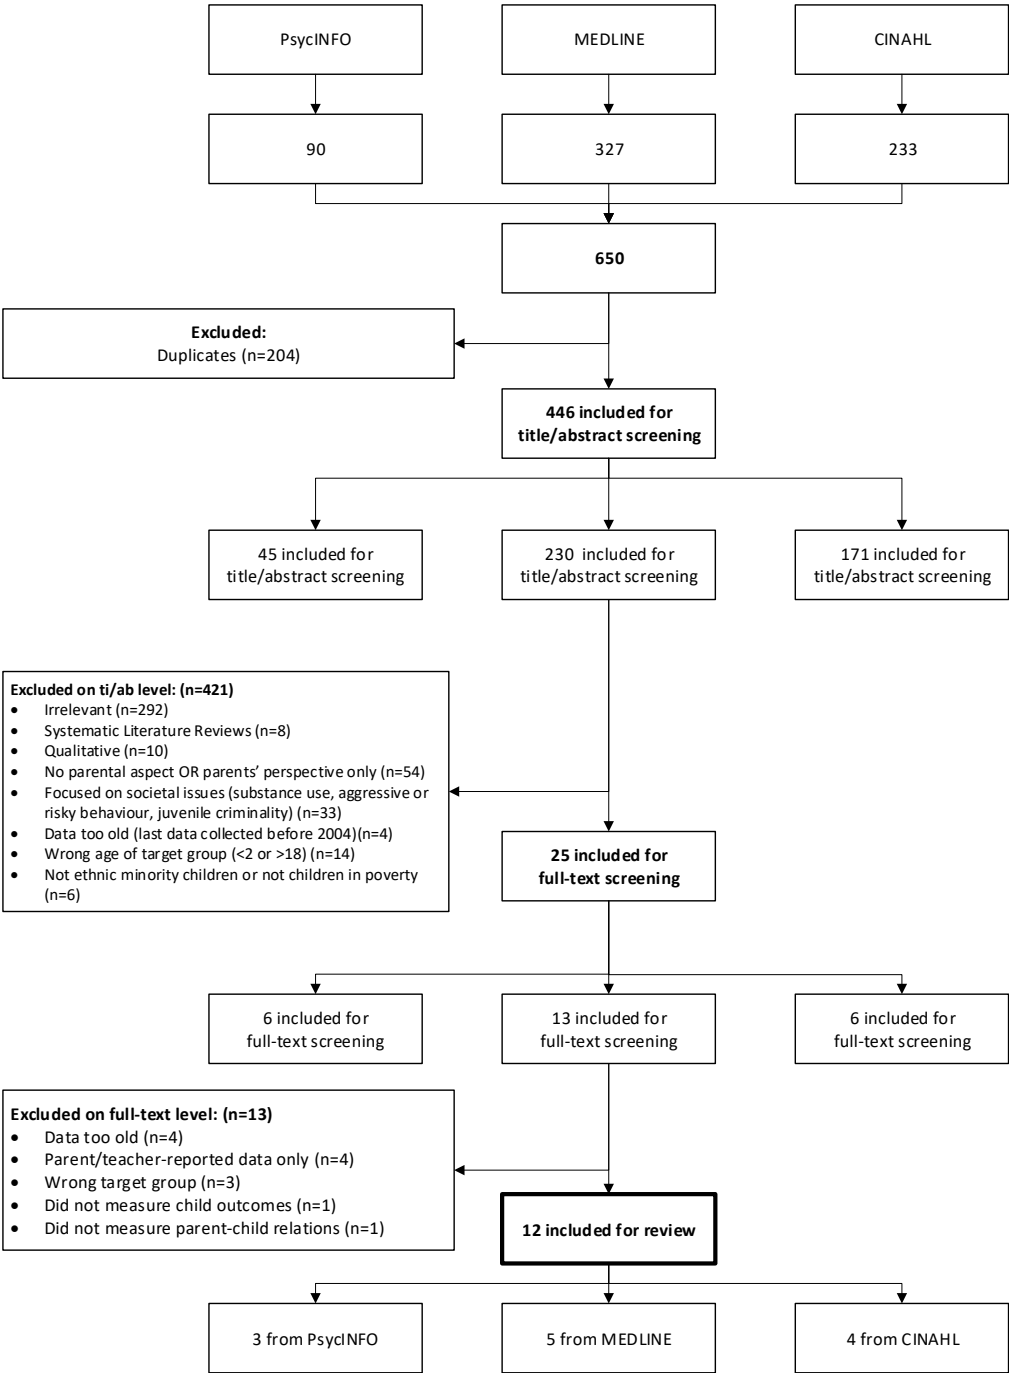 PsycINFO
MEDLINE
CINAHL
90
327
233
650
Excluded:
Duplicates (n=204)
446 included for
title/abstract screening
45 included for
title/abstract screening
230 included for
title/abstract screening
171 included for
title/abstract screening
Excluded on ti/ab level: (n=421)
• Irrelevant (n=292)
• Systematic Literature Reviews (n=8)
• Qualitative (n=10)
• No parental aspect OR parents’ perspective only (n=54)
• Focused on societal issues (substance use, aggressive or
risky behaviour, juvenile criminality) (n=33)
• Data too old (last data collected before 2004)(n=4)
• Wrong age of target group (<2 or >18) (n=14)
• Not ethnic minority children or not children in poverty
(n=6)
25 included for
full-text screening
6 included for
full-text screening
13 included for
full-text screening
6 included for
full-text screening
Excluded on full-text level: (n=13)
• Data too old (n=4)
• Parent/teacher-reported data only (n=4)
• Wrong target group (n=3)
• Did not measure child outcomes (n=1)
• Did not measure parent-child relations (n=1)
12 included for review
3 from PsycINFO
5 from MEDLINE
4 from CINAHL